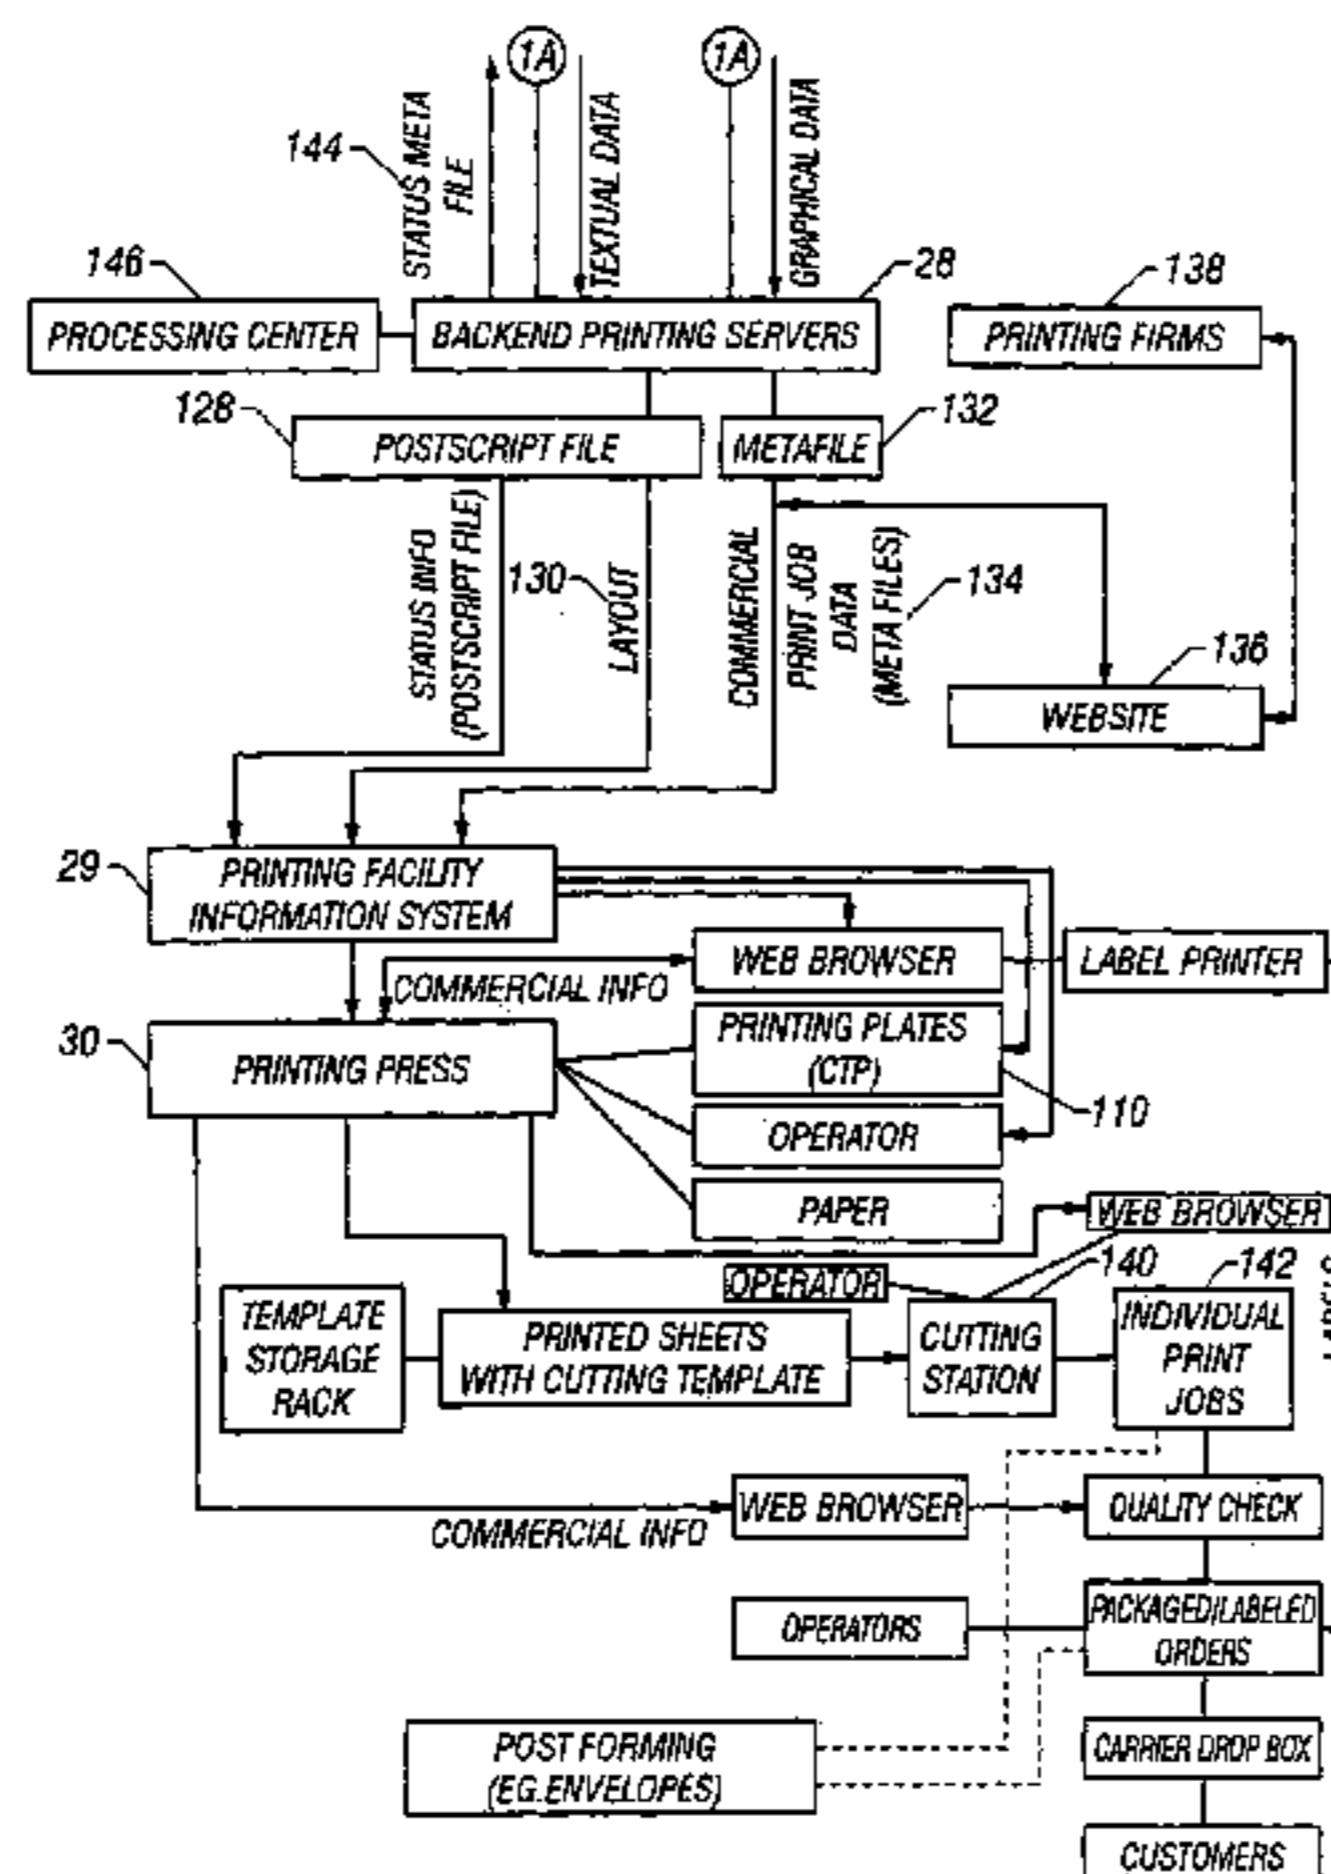 1A
1A
144
STATUS META
FILE
TEXTUAL DATA
GRAPHICAL DATA
146
28
138
PROCESSING CENTER
BACKEND PRINTING SERVERS
PRINTING FIRMS
128
132
POSTSCRIPT FILE
METAFILE
STATUS INFO
(POSTSCRIPT FILE)
130
LAYOUT
COMMERCIAL
PRINT JOB
DATA
(META FILES)
134
136
WEBSITE
29
PRINTING FACILITY
INFORMATION SYSTEM
WEB BROWSER
LABEL PRINTER
COMMERCIAL INFO
30
PRINTING PRESS
PRINTING PLATES
(CTP)
110
OPERATOR
PAPER
WEB BROWSER
OPERATOR
140
142
TEMPLATE
STORAGE
RACK
PRINTED SHEETS
WITH CUTTING TEMPLATE
CUTTING
STATION
INDIVIDUAL
PRINT
JOBS
WEB BROWSER
QUALITY CHECK
COMMERCIAL INFO
OPERATORS
PACKAGED/LABELED
ORDERS
POST FORMING
(EG.ENVELOPES)
CARRIER DROP BOX
CUSTOMERS